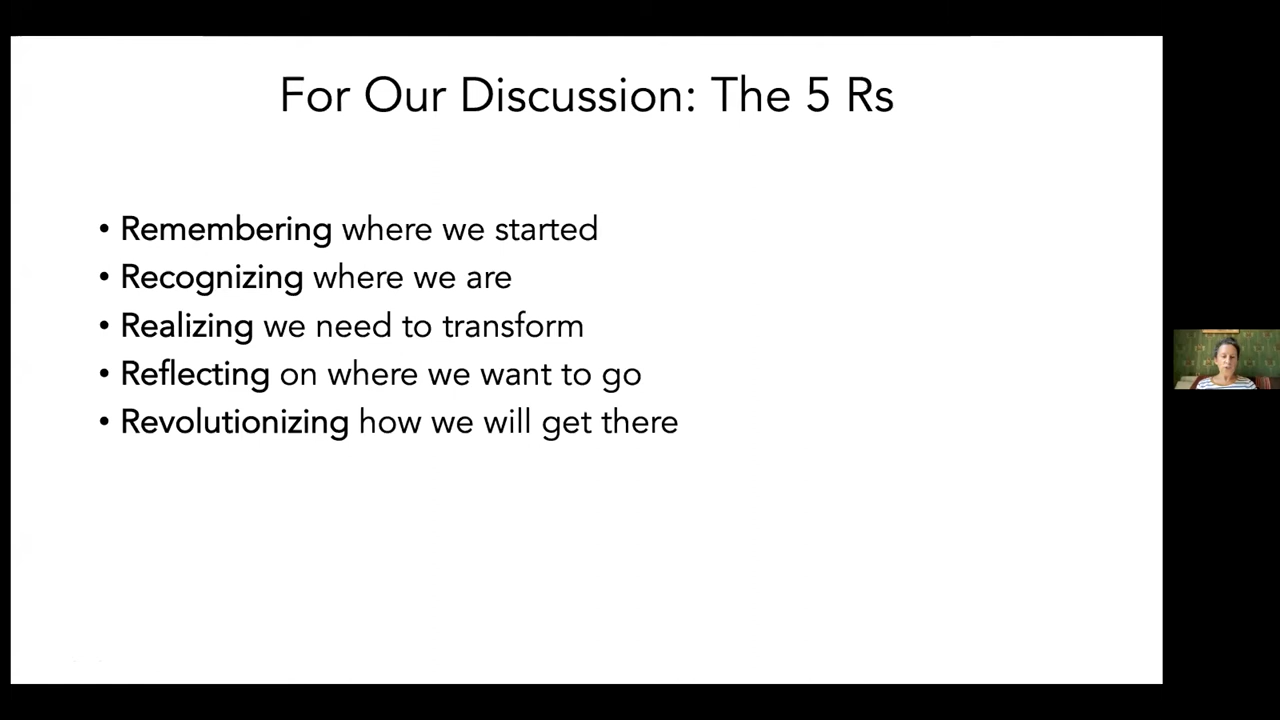 For Our Discussion: The 5 Rs
• Remembering where we started
• Recognizing where we are
• Realizing we need to transform
• Reflecting on where we want to go
• Revolutionizing how we will get there